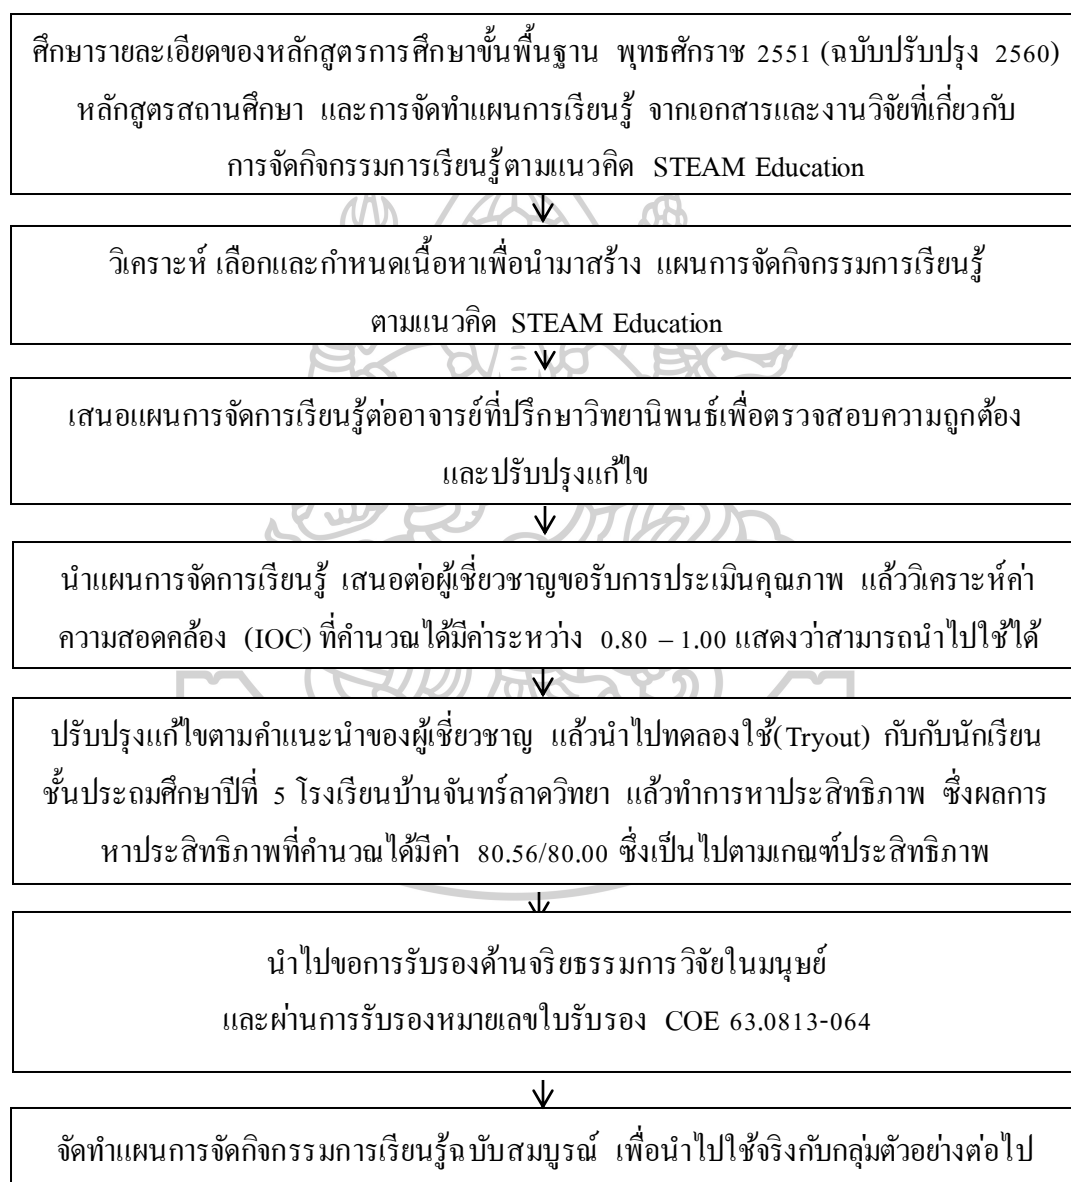 ศึกษารายละเอียดของหลักสูตรการศึกษาขั้นพื้นฐาน พุทธศักราช 2551 (ฉบับปรับปรุง 2560)
หลักสูตรสถานศึกษา และการจัดทำแผนการเรียนรู้ จากเอกสารและงานวิจัยที่เกี่ยวกับ
การจัดกิจกรรมการเรียนรู้ตามแนวคิด STEAM Education
วิเคราะห์ เลือกและกำหนดเนื้อหาเพื่อนำมาสร้าง แผนการจัดกิจกรรมการเรียนรู้
ตามแนวคิด STEAM Education
เสนอแผนการจัดการเรียนรู้ต่ออาจารย์ที่ปรึกษาวิทยานิพนธ์เพื่อตรวจสอบความถูกต้อง
และปรับปรุงแก้ไข
นำแผนการจัดการเรียนรู้ เสนอต่อผู้เชี่ยวชาญขอรับการประเมินคุณภาพ แล้ววิเคราะห์ค่า
ความสอดคล้อง (IOC) ที่คำนวณได้มีค่าระหว่าง 0.80 – 1.00 แสดงว่าสามารถนำไปใช้ได้
ปรับปรุงแก้ไขตามคำแนะนำของผู้เชี่ยวชาญ แล้วนำไปทดลองใช้(Tryout) กับกับนักเรียน
ชั้นประถมศึกษาปีที่ 5 โรงเรียนบ้านจันทร์ลาดวิทยา แล้วทำการหาประสิทธิภาพ ซึ่งผลการ
หาประสิทธิภาพที่คำนวณได้มีค่า 80.56/80.00 ซึ่งเป็นไปตามเกณฑ์ประสิทธิภาพ
นำไปขอการรับรองด้านจริยธรรมการวิจัยในมนุษย์
และผ่านการรับรองหมายเลขใบรับรอง COE 63.0813-064
จัดทำแผนการจัดกิจกรรมการเรียนรู้ฉบับสมบูรณ์ เพื่อนำไปใช้จริงกับกลุ่มตัวอย่างต่อไป